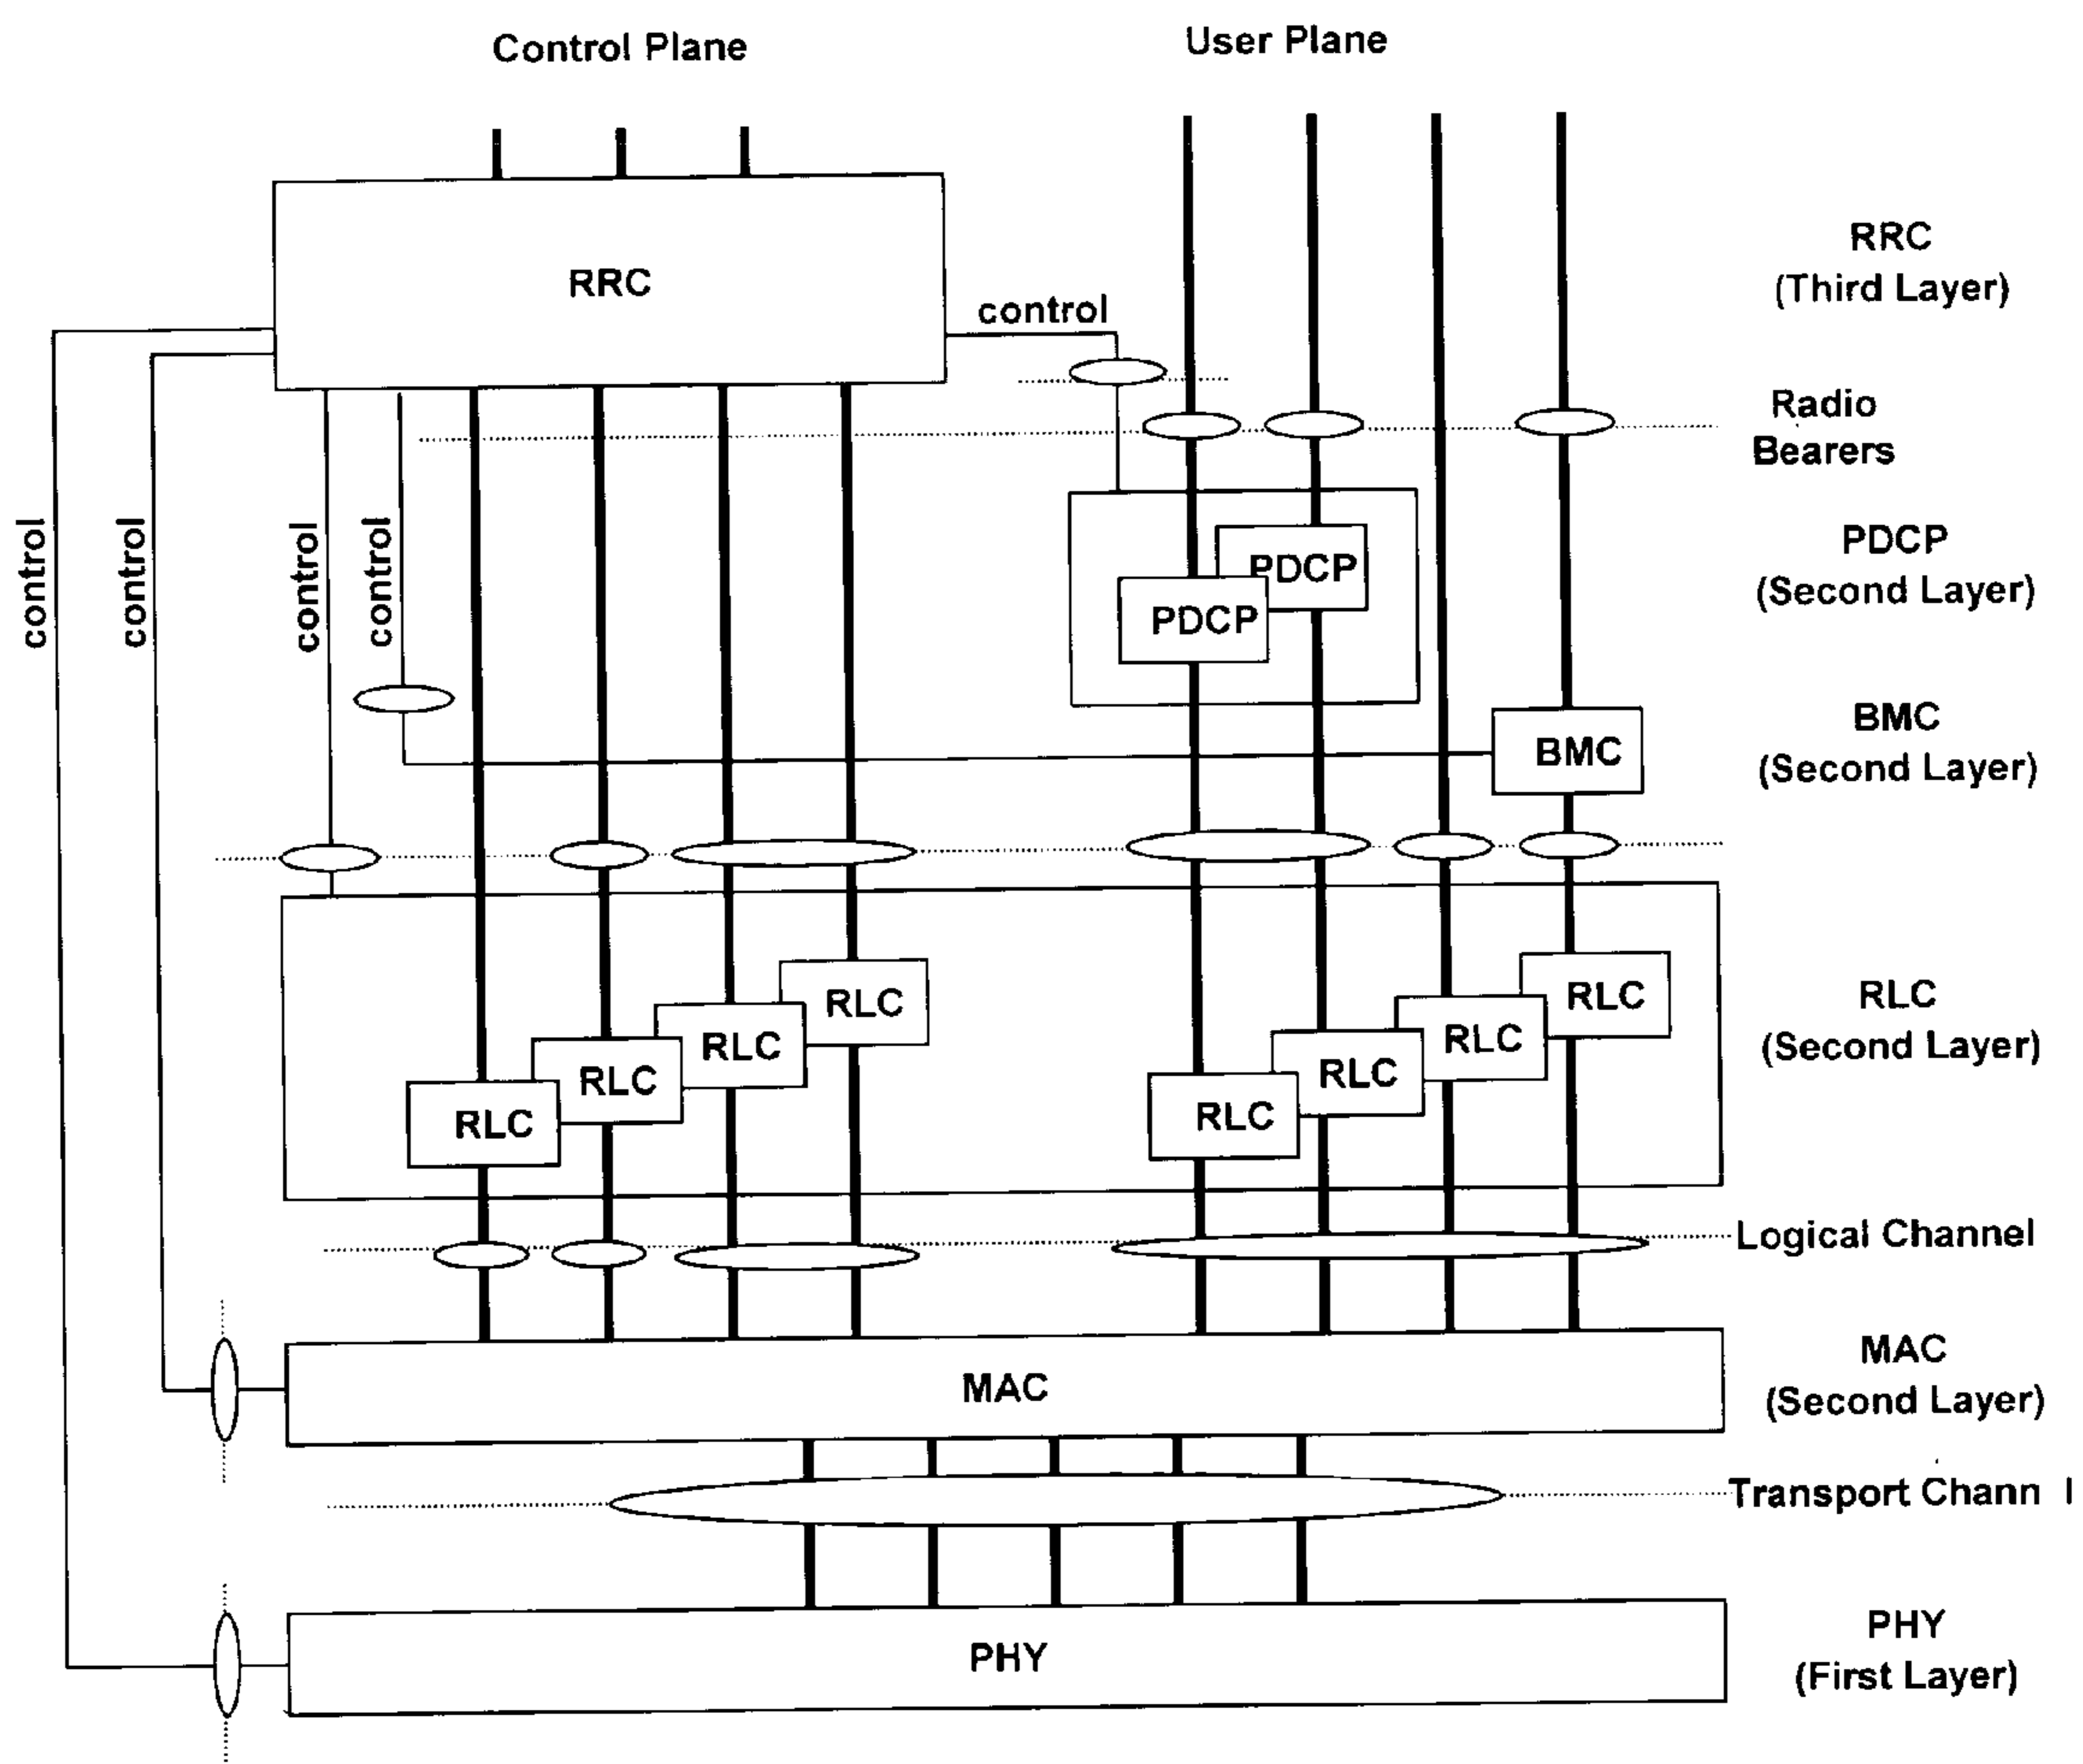 Control Plane
User Plane
RRC
control
RRC
(Third Layer)
Radio
Bearers
control
control
control
control
PDCP
PDCP
PDCP
(Second Layer)
BMC
BMC
(Second Layer)
RLC
RLC
RLC
RLC
RLC
RLC
RLC
RLC
RLC
(Second Layer)
Logical Channel
MAC
MAC
(Second Layer)
Transport Chann l
PHY
PHY
(First Layer)